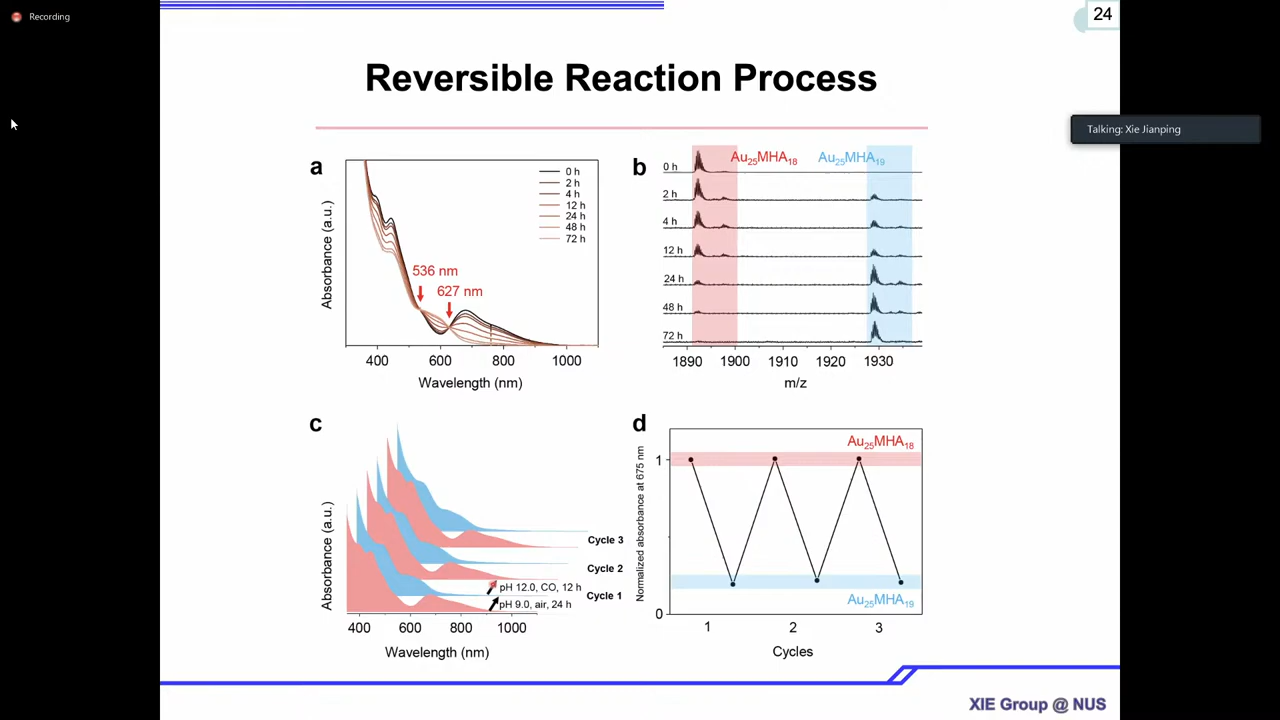 Recording
24
Reversible Reaction Process
Talking: Xie Jianping
a
Absorbance (a.u.)
0 h
2 h
4 h
12 h
24 h
48 h
72 h
536 nm
627 nm
400 600 800 1000
Wavelength (nm)
b
Au25MHA18 Au25MHA19
0 h
2 h
4 h
12 h
24 h
48 h
72 h
1890 1900 1910 1920 1930
m/z
c
Absorbance (a.u.)
Cycle 3
Cycle 2
pH 12.0, CO, 12 h
Cycle 1
pH 9.0, air, 24 h
400 600 800 1000
Wavelength (nm)
d
Normalized absorbance at 675 nm
Au25MHA18
1
Au25MHA19
0
1 2 3
Cycles
XIE Group @ NUS